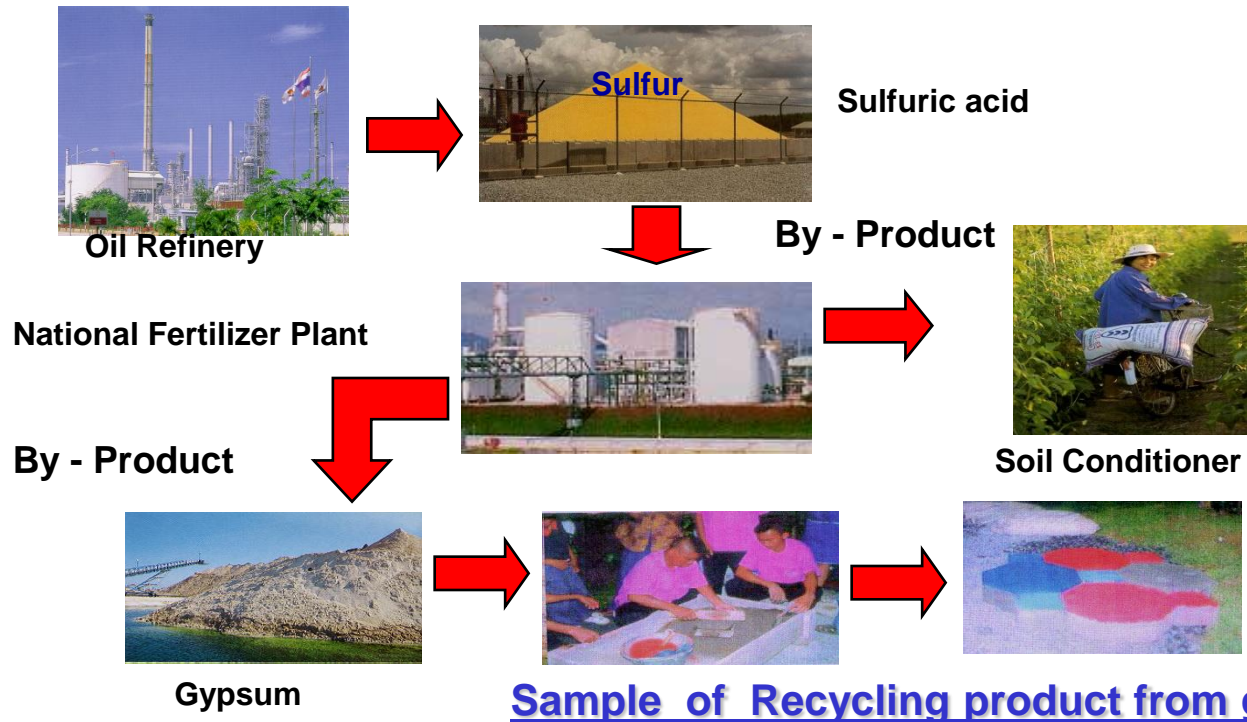 Sulfur
Sulfuric acid
Oil Refinery
By - Product
National Fertilizer Plant
By - Product
Soil Conditioner
Gypsum
Sample of Recycling product from